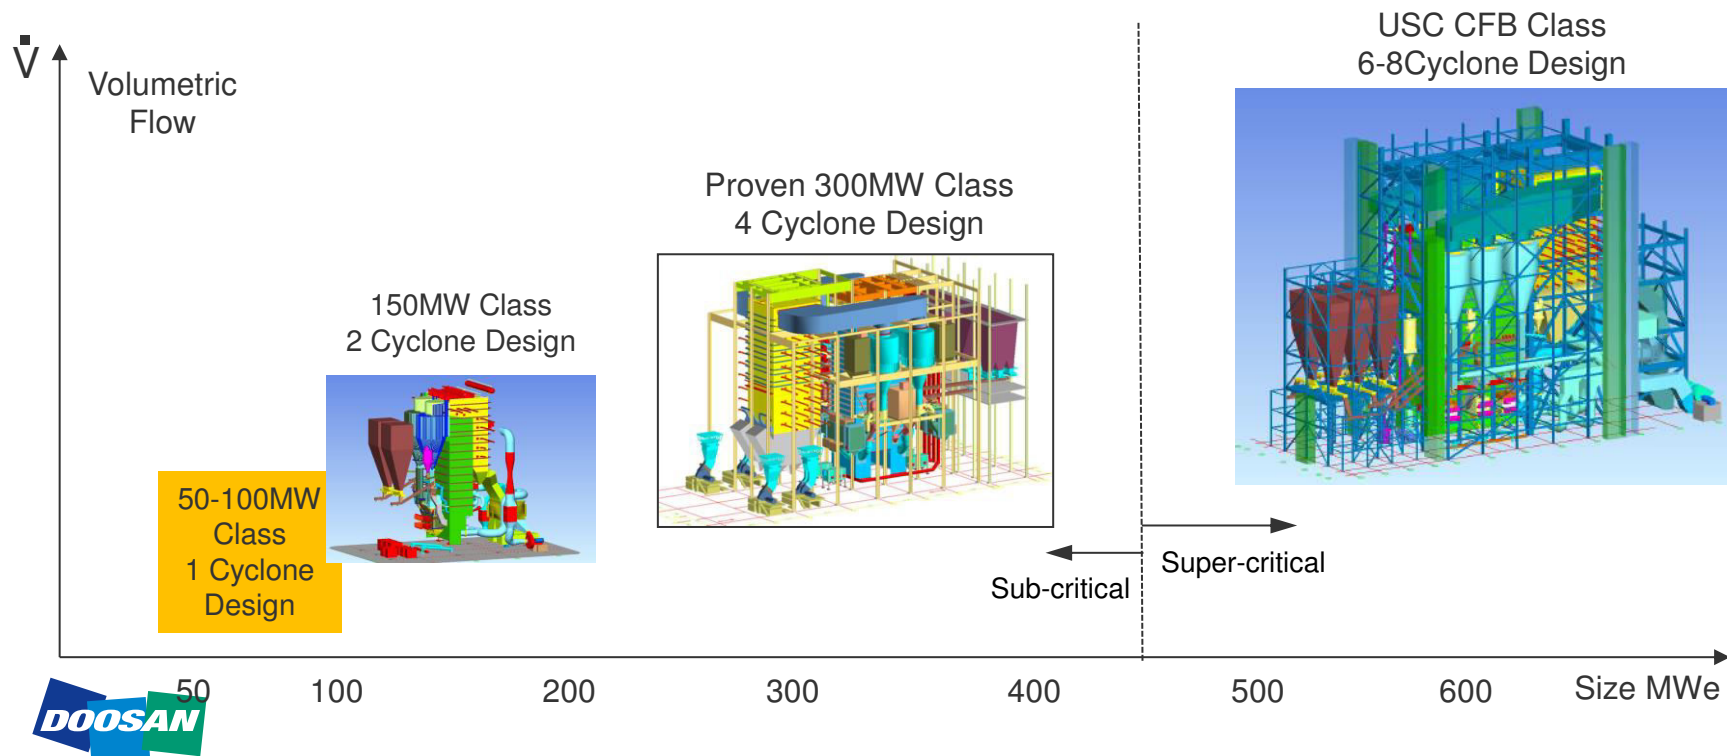 V̇
Volumetric
Flow
USC CFB Class
6-8Cyclone Design
Proven 300MW Class
4 Cyclone Design
150MW Class
2 Cyclone Design
50-100MW
Class
1 Cyclone
Design
Sub-critical
Super-critical
50 100 200 300 400 500 600 Size MWe
DOOSAN